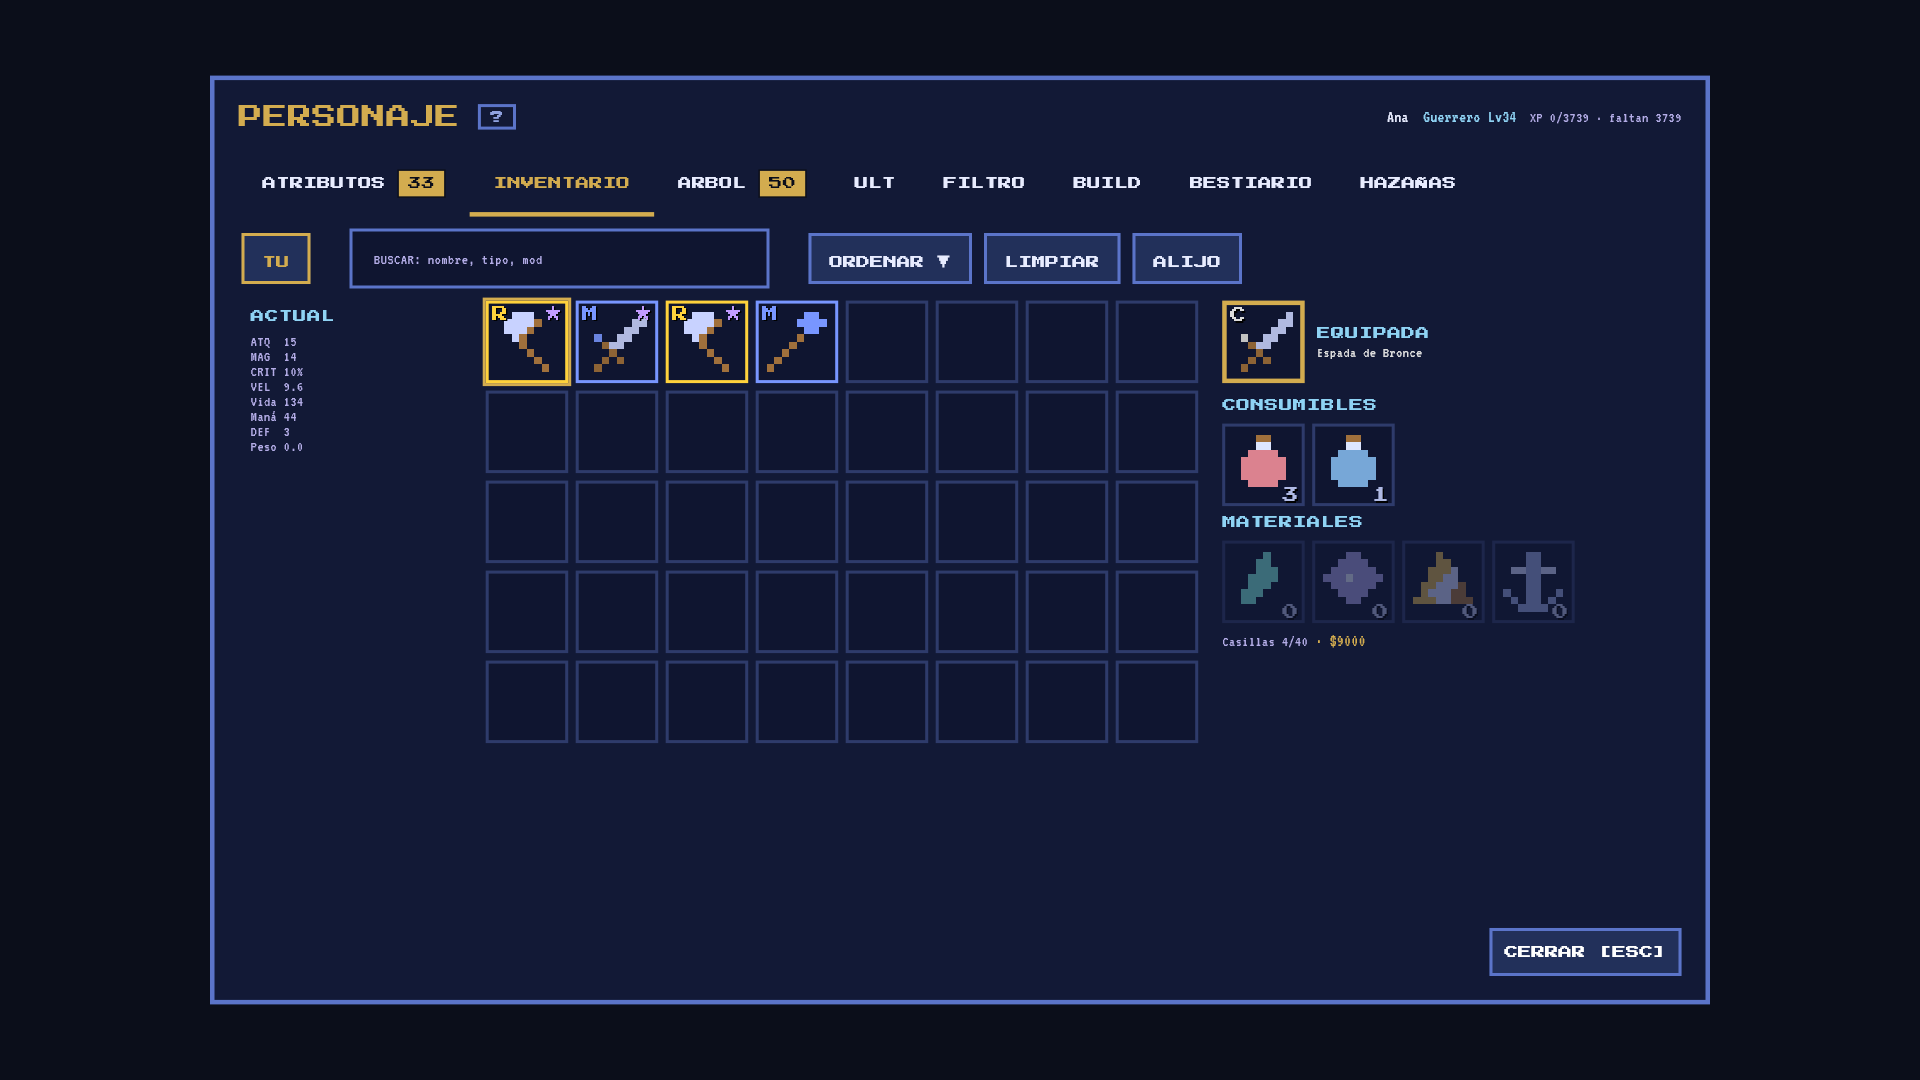 PERSONAJE ?
Ana Guerrero Lv34 XP 0/3739 · faltan 3739
ATRIBUTOS 33 INVENTARIO ARBOL 50 ULT FILTRO BUILD BESTIARIO HAZAÑAS
TU BUSCAR: nombre, tipo, mod ORDENAR ▼ LIMPIAR ALIJO
ACTUAL
ATQ 15
MAG 14
CRIT 10%
VEL 9.6
Vida 134
Maná 44
DEF 3
Peso 0.0
R M R M
C
EQUIPADA
Espada de Bronce
CONSUMIBLES
3 1
MATERIALES
0 0 0 0
Casillas 4/40 · $9000
CERRAR [ESC]